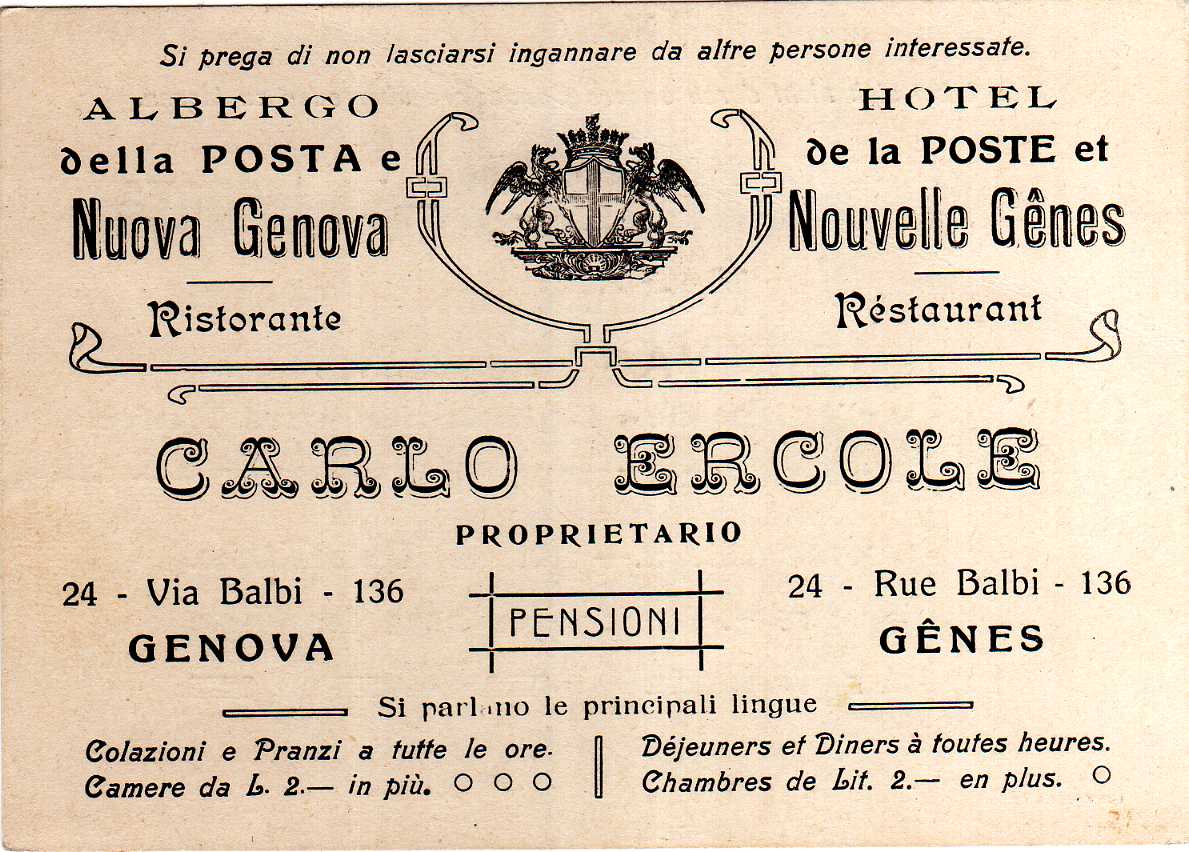 Si prega di non lasciarsi ingannare da altre persone interessate.
ALBERGO
della POSTA e
Nuova Genova
Ristorante
HOTEL
de la POSTE et
Nouvelle Gênes
Réstaurant
CARLO ERCOLE
PROPRIETARIO
24 - Via Balbi - 136
GENOVA
PENSIONI
24 - Rue Balbi - 136
GÊNES
Si parlano le principali lingue
Colazioni e Pranzi a tutte le ore.
Camere da L. 2.— in più.
Déjeuners et Diners à toutes heures.
Chambres de Lit. 2.— en plus.